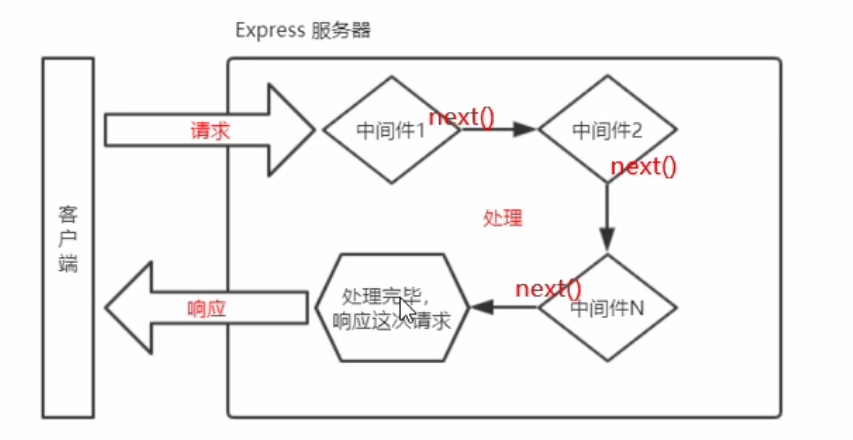 Express 服务器
客户端
请求
中间件1
next()
中间件2
next()
处理
next()
中间件N
处理完毕，
响应这次请求
响应